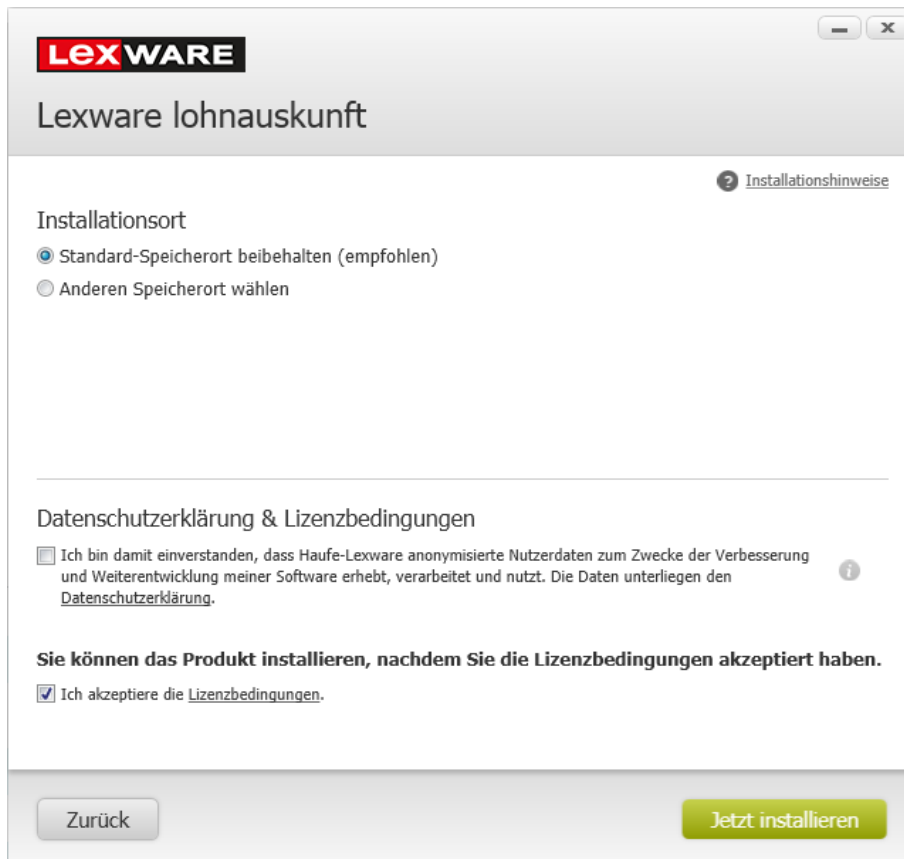 LexWARE
Lexware lohnauskunft
? Installationshinweise
Installationsort
Standard-Speicherort beibehalten (empfohlen)
Anderen Speicherort wählen
Datenschutzerklärung & Lizenzbedingungen
Ich bin damit einverstanden, dass Haufe-Lexware anonymisierte Nutzerdaten zum Zwecke der Verbesserung
und Weiterentwicklung meiner Software erhebt, verarbeitet und nutzt. Die Daten unterliegen den
Datenschutzerklärung.
i
Sie können das Produkt installieren, nachdem Sie die Lizenzbedingungen akzeptiert haben.
Ich akzeptiere die Lizenzbedingungen.
Zurück
Jetzt installieren